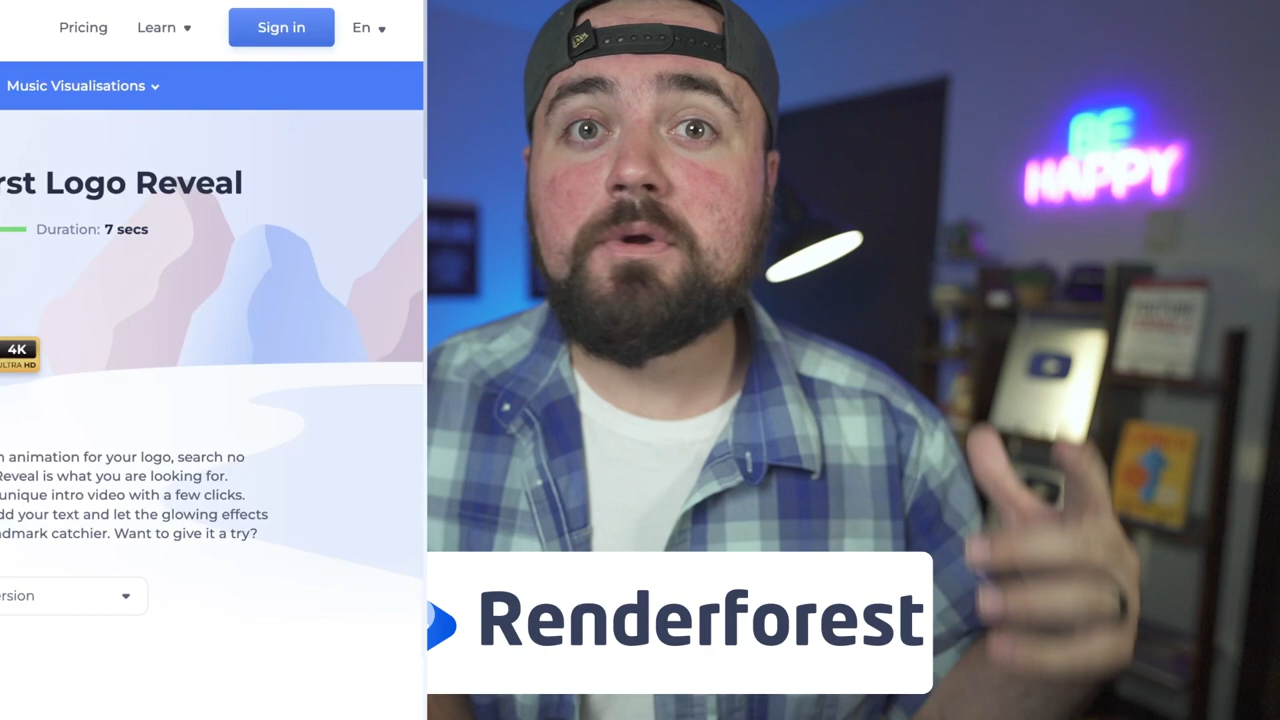 Pricing
Learn
Sign in
En
Music Visualisations
rst Logo Reveal
Duration: 7 secs
4K
ULTRA HD
n animation for your logo, search no
Reveal is what you are looking for.
unique intro video with a few clicks.
dd your text and let the glowing effects
ndmark catchier. Want to give it a try?
ersion
BE
HAPPY
Renderforest